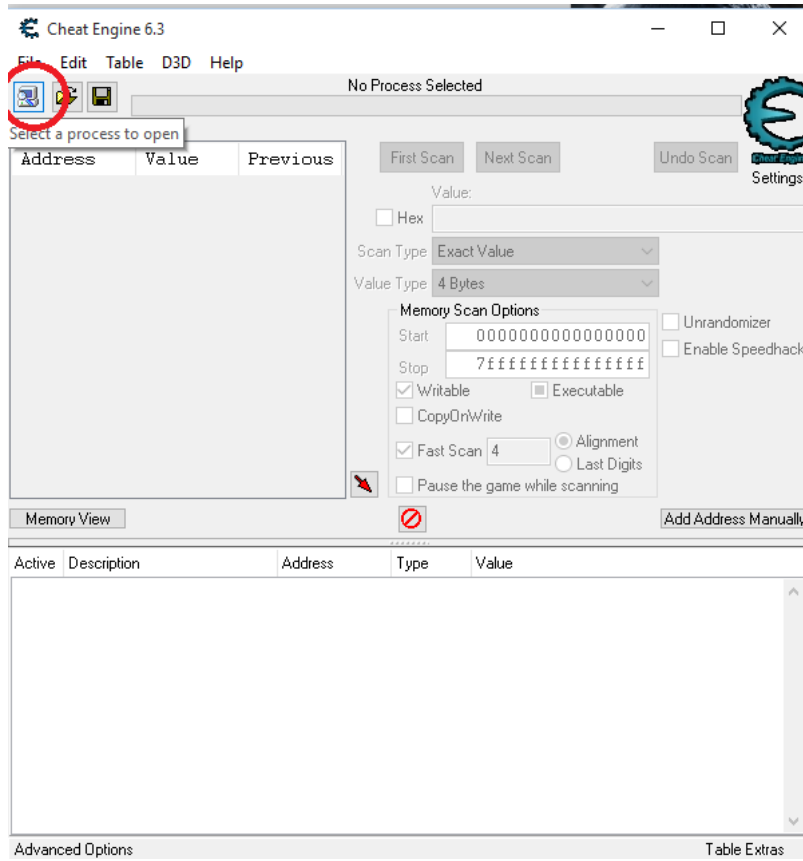 Cheat Engine 6.3
File Edit Table D3D Help
No Process Selected
Select a process to open
Address Value Previous
First Scan Next Scan Undo Scan
Cheat Engine
Settings
Value:
Hex
Scan Type Exact Value
Value Type 4 Bytes
Memory Scan Options
Start 0000000000000000
Stop 7fffffffffffffff
Unrandomizer
Enable Speedhack
Writable Executable
CopyOnWrite
Fast Scan 4 Alignment
Last Digits
Pause the game while scanning
Memory View
Add Address Manually
Active Description Address Type Value
Advanced Options Table Extras